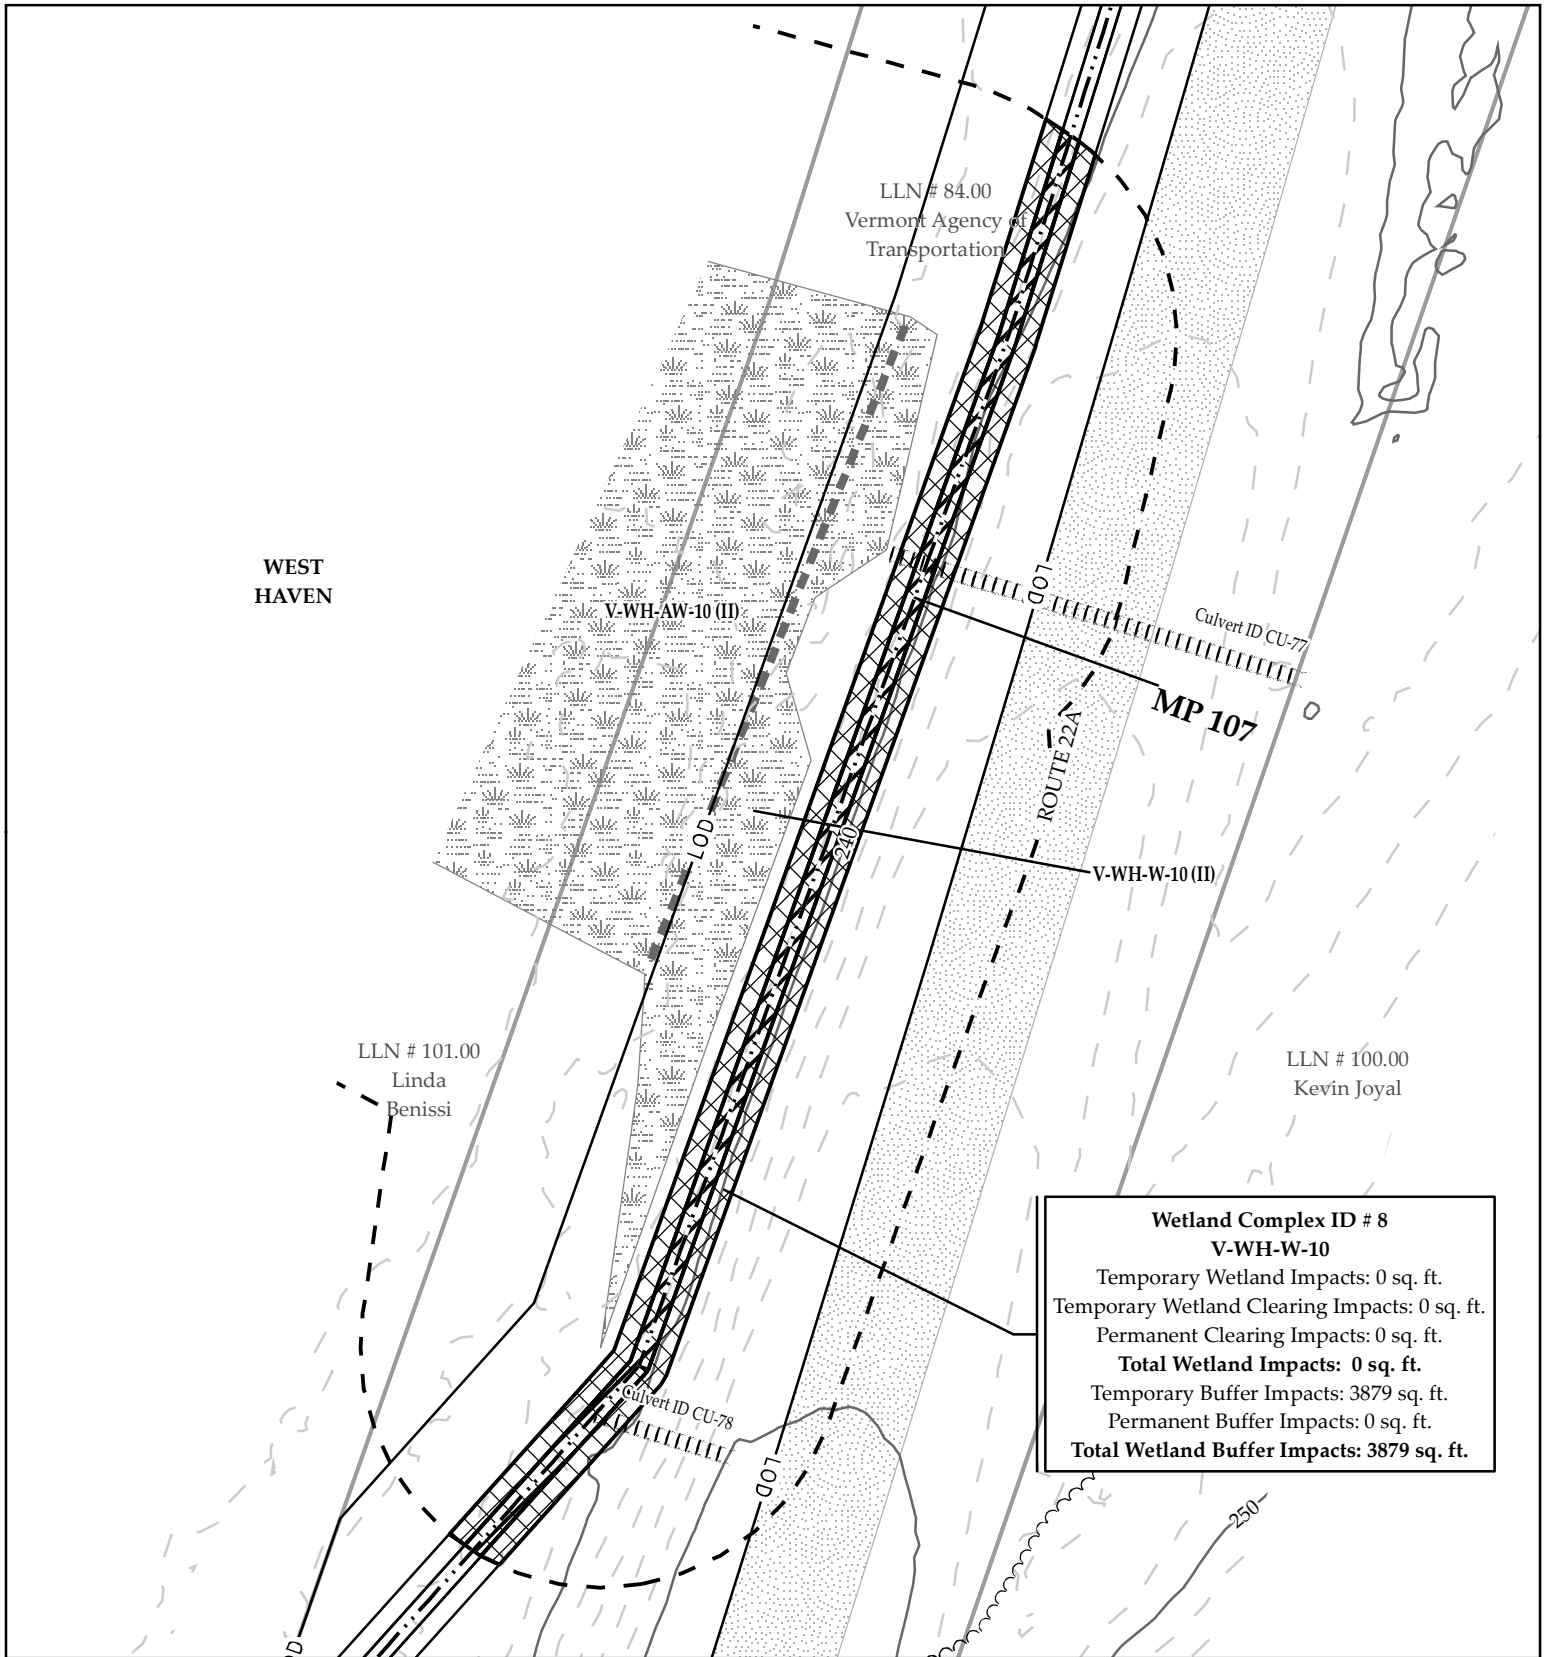 LLN # 84.00
Vermont Agency of
Transportation
WEST
HAVEN
V-WH-AW-10 (II)
LOD
Culvert ID CU-77
MP 107
ROUTE 22A
LOD
240
V-WH-W-10 (II)
LLN # 101.00
Linda
Benissi
LLN # 100.00
Kevin Joyal
Wetland Complex ID # 8
V-WH-W-10
Temporary Wetland Impacts: 0 sq. ft.
Temporary Wetland Clearing Impacts: 0 sq. ft.
Permanent Clearing Impacts: 0 sq. ft.
Total Wetland Impacts:  0 sq. ft.
Temporary Buffer Impacts: 3879 sq. ft.
Permanent Buffer Impacts: 0 sq. ft.
Total Wetland Buffer Impacts: 3879 sq. ft.
Culvert ID CU-78
LOD
250
OD